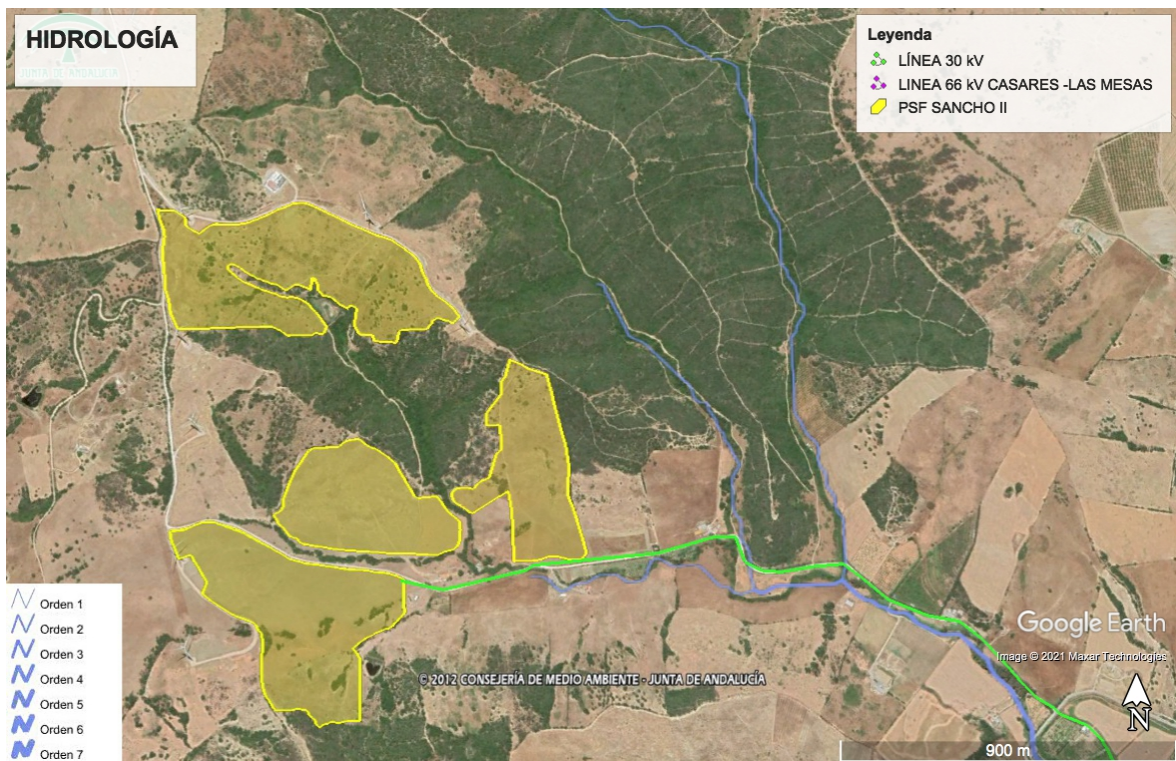 HIDROLOGÍA
JUNTA DE ANDALUCIA
Leyenda
LÍNEA 30 kV
LINEA 66 kV CASARES -LAS MESAS
PSF SANCHO II
Orden 1
Orden 2
Orden 3
Orden 4
Orden 5
Orden 6
Orden 7
© 2012 CONSEJERÍA DE MEDIO AMBIENTE - JUNTA DE ANDALUCÍA
Google Earth
Image © 2021 Maxar Technologies
N
900 m